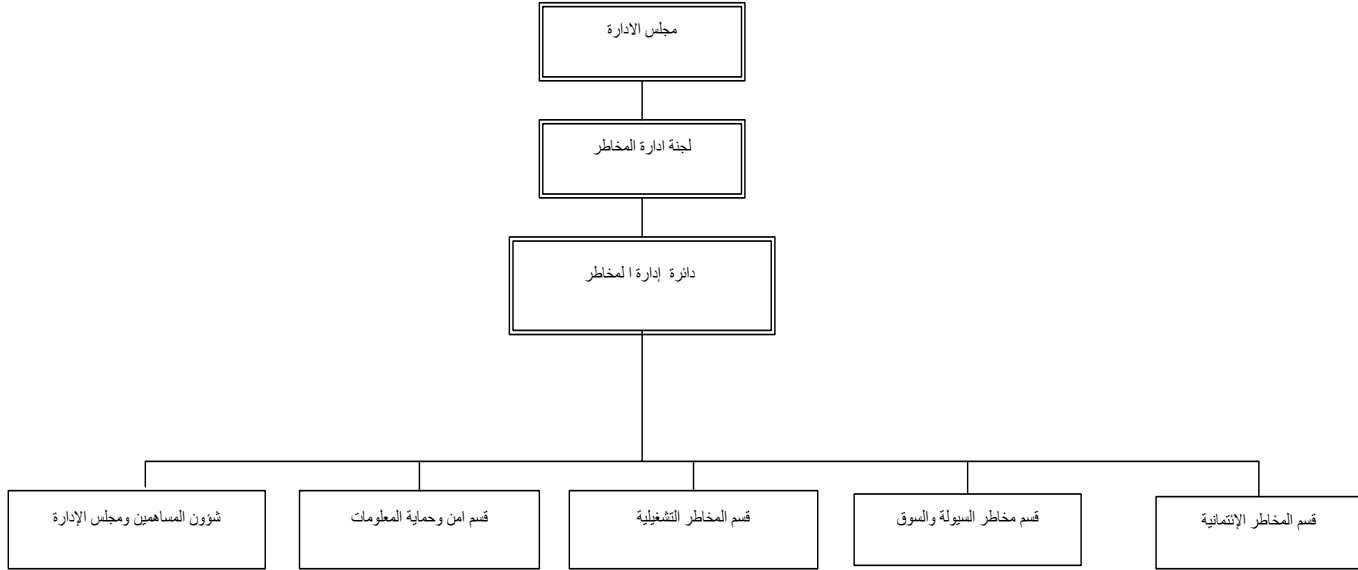 مجلس الادارة
لجنة ادارة المخاطر
دائرة إدارة ا لمخاطر
قسم المخاطر الإئتمانية
قسم مخاطر السيولة والسوق
قسم المخاطر التشغيلية
قسم امن وحماية المعلومات
شؤون المساهمين ومجلس الإدارة